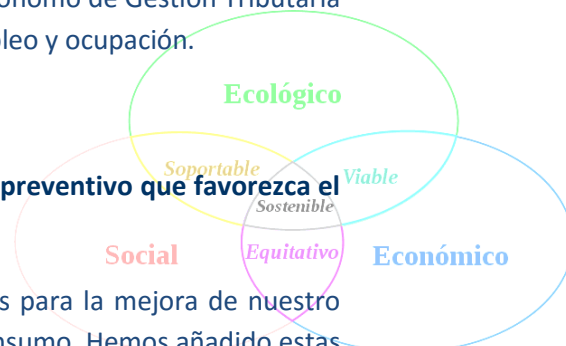 ónomo de Gestión Tributaria
leo y ocupación.
Ecológico
Soportable
Viable
preventivo que favorezca el
Sostenible
Social
Equitativo
Económico
s para la mejora de nuestro
nsumo. Hemos añadido estas